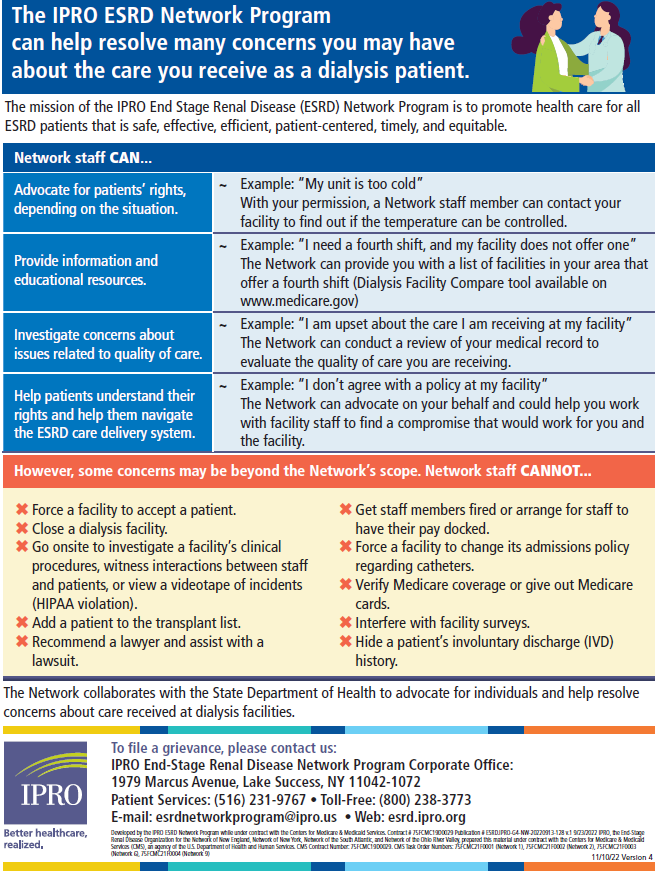 The IPRO ESRD Network Program
can help resolve many concerns you may have
about the care you receive as a dialysis patient.
The mission of the IPRO End Stage Renal Disease (ESRD) Network Program is to promote health care for all
ESRD patients that is safe, effective, efficient, patient-centered, timely, and equitable.
Network staff CAN...
Advocate for patients' rights,
depending on the situation.
~ Example: "My unit is too cold"
With your permission, a Network staff member can contact your
facility to find out if the temperature can be controlled.
Provide information and
educational resources.
~ Example: "I need a fourth shift, and my facility does not offer one"
The Network can provide you with a list of facilities in your area that
offer a fourth shift (Dialysis Facility Compare tool available on
www.medicare.gov)
Investigate concerns about
issues related to quality of care.
~ Example: "I am upset about the care I am receiving at my facility"
The Network can conduct a review of your medical record to
evaluate the quality of care you are receiving.
Help patients understand their
rights and help them navigate
the ESRD care delivery system.
~ Example: "I don't agree with a policy at my facility"
The Network can advocate on your behalf and could help you work
with facility staff to find a compromise that would work for you and
the facility.
However, some concerns may be beyond the Network's scope. Network staff CANNOT...
✖ Force a facility to accept a patient.
✖ Close a dialysis facility.
✖ Go onsite to investigate a facility's clinical
procedures, witness interactions between staff
and patients, or view a videotape of incidents
(HIPAA violation).
✖ Add a patient to the transplant list.
✖ Recommend a lawyer and assist with a
lawsuit.
✖ Get staff members fired or arrange for staff to
have their pay docked.
✖ Force a facility to change its admissions policy
regarding catheters.
✖ Verify Medicare coverage or give out Medicare
cards.
✖ Interfere with facility surveys.
✖ Hide a patient's involuntary discharge (IVD)
history.
The Network collaborates with the State Department of Health to advocate for individuals and help resolve
concerns about care received at dialysis facilities.
IPRO
Better healthcare,
realized.
To file a grievance, please contact us:
IPRO End-Stage Renal Disease Network Program Corporate Office:
1979 Marcus Avenue, Lake Success, NY 11042-1072
Patient Services: (516) 231-9767 • Toll-Free: (800) 238-3773
E-mail: esrdnetworkprogram@ipro.us • Web: esrd.ipro.org
Developed by the IPRO ESRD Network Program while under contract with the Centers for Medicare & Medicaid Services. Contract # 75FCMC19D0029 Publication # ESRD.IPRO-G4-NW-20220913-128 v.1 9/23/2022 IPRO, the End-Stage
Renal Disease Organization for the Network of New England, Network of New York, Network of the South Atlantic, and Network of the Ohio River Valley, prepared this material under contract with the Centers for Medicare & Medicaid
Services (CMS), an agency of the U.S. Department of Health and Human Services. CMS Contract Number: 75FCMC19D0029. CMS Task Order Numbers: 75FCMC21F0001 (Network 1), 75FCMC21F0002 (Network 2), 75FCMC21F0003
(Network 6), 75FCMC21F0004 (Network 9)
11/10/22 Version 4